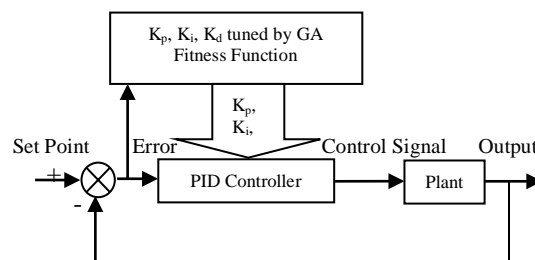 Kp, Ki, Kd tuned by GA
Fitness Function
Kp,
Ki,
Set Point
Error
Control Signal
Output
+
PID Controller
Plant
-